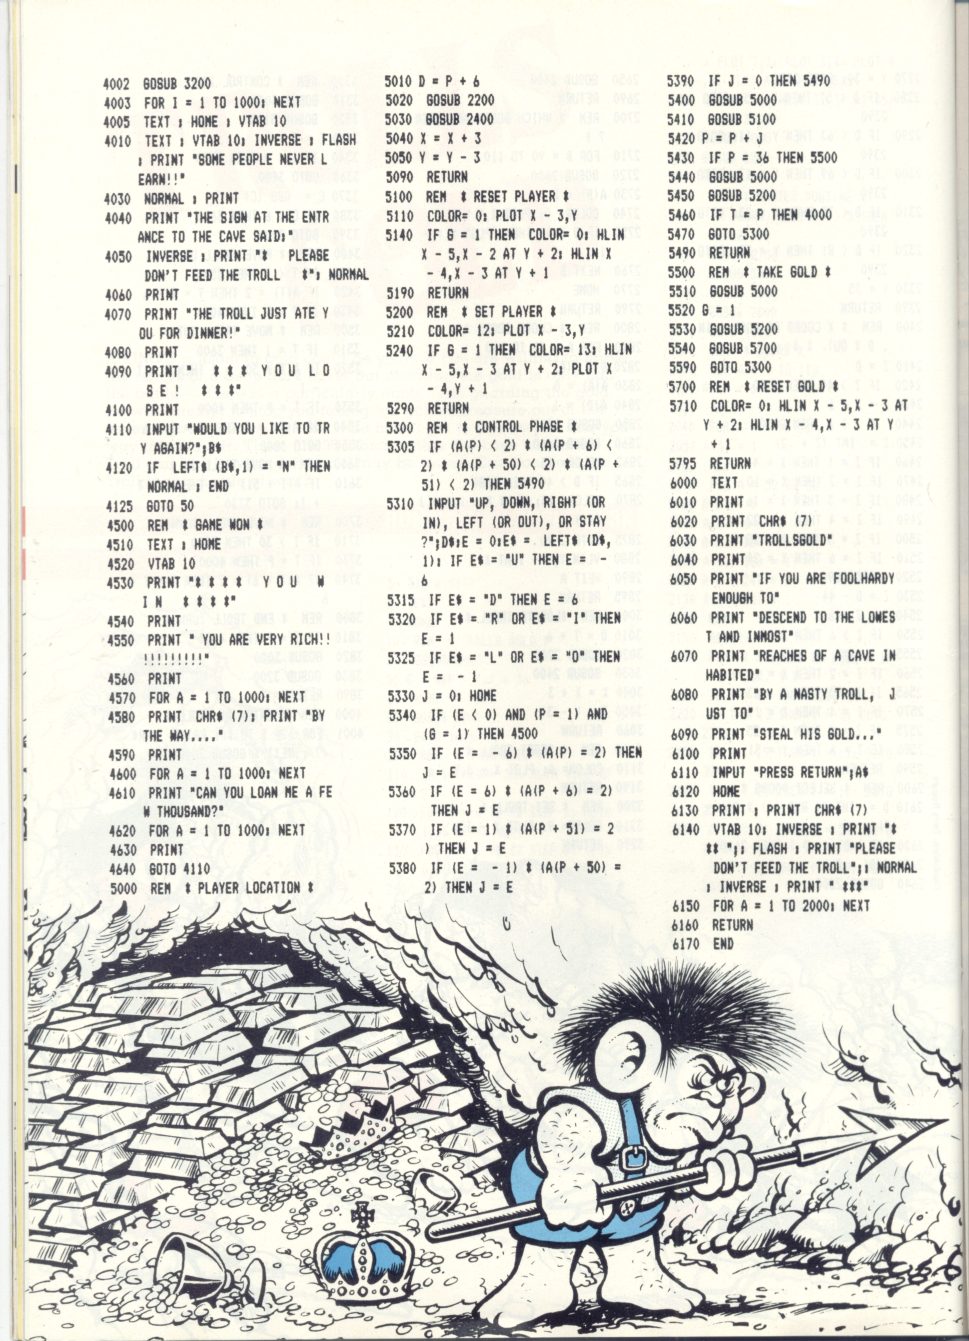 4002 GOSUB 3200
4003 FOR I = 1 TO 1000: NEXT
4005 TEXT : HOME : VTAB 10
4010 TEXT : VTAB 10: INVERSE : FLASH
: PRINT "SOME PEOPLE NEVER L
EARN!!"
4030 NORMAL : PRINT
4040 PRINT "THE SIGN AT THE ENTR
ANCE TO THE CAVE SAID:"
4050 INVERSE : PRINT "* PLEASE
DON'T FEED THE TROLL *": NORMAL
4060 PRINT
4070 PRINT "THE TROLL JUST ATE Y
OU FOR DINNER!"
4080 PRINT
4090 PRINT " * * * Y O U L O
S E ! * * *"
4100 PRINT
4110 INPUT "WOULD YOU LIKE TO TR
Y AGAIN?";B$
4120 IF LEFT$ (B$,1) = "N" THEN
NORMAL : END
4125 GOTO 50
4500 REM * GAME WON *
4510 TEXT : HOME
4520 VTAB 10
4530 PRINT "* * * * Y O U W
I N * * * *"
4540 PRINT
4550 PRINT " YOU ARE VERY RICH!!
!!!!!!!!!!"
4560 PRINT
4570 FOR A = 1 TO 1000: NEXT
4580 PRINT CHR$ (7): PRINT "BY
THE WAY...."
4590 PRINT
4600 FOR A = 1 TO 1000: NEXT
4610 PRINT "CAN YOU LOAN ME A FE
W THOUSAND?"
4620 FOR A = 1 TO 1000: NEXT
4630 PRINT
4640 GOTO 4110
5000 REM * PLAYER LOCATION *
5010 D = P + 6
5020 GOSUB 2200
5030 GOSUB 2400
5040 X = X + 3
5050 Y = Y - 3
5090 RETURN
5100 REM * RESET PLAYER *
5110 COLOR= 0: PLOT X - 3,Y
5140 IF G = 1 THEN COLOR= 0: HLIN
X - 5,X - 2 AT Y + 2: HLIN X
- 4,X - 3 AT Y + 1
5190 RETURN
5200 REM * SET PLAYER *
5210 COLOR= 12: PLOT X - 3,Y
5240 IF G = 1 THEN COLOR= 13: HLIN
X - 5,X - 3 AT Y + 2: PLOT X
- 4,Y + 1
5290 RETURN
5300 REM * CONTROL PHASE *
5305 IF (A(P) < 2) * (A(P + 6) <
2) * (A(P + 50) < 2) * (A(P +
51) < 2) THEN 5490
5310 INPUT "UP, DOWN, RIGHT (OR
IN), LEFT (OR OUT), OR STAY
?";D$:E = 0:E$ = LEFT$ (D$,
1): IF E$ = "U" THEN E = -
6
5315 IF E$ = "D" THEN E = 6
5320 IF E$ = "R" OR E$ = "I" THEN
E = 1
5325 IF E$ = "L" OR E$ = "O" THEN
E = - 1
5330 J = 0: HOME
5340 IF (E < 0) AND (P = 1) AND
(G = 1) THEN 4500
5350 IF (E = - 6) * (A(P) = 2) THEN
J = E
5360 IF (E = 6) * (A(P + 6) = 2)
THEN J = E
5370 IF (E = 1) * (A(P + 51) = 2
) THEN J = E
5380 IF (E = - 1) * (A(P + 50) =
2) THEN J = E
5390 IF J = 0 THEN 5490
5400 GOSUB 5000
5410 GOSUB 5100
5420 P = P + J
5430 IF P = 36 THEN 5500
5440 GOSUB 5000
5450 GOSUB 5200
5460 IF T = P THEN 4000
5470 GOTO 5300
5490 RETURN
5500 REM * TAKE GOLD *
5510 GOSUB 5000
5520 G = 1
5530 GOSUB 5200
5540 GOSUB 5700
5590 GOTO 5300
5700 REM * RESET GOLD *
5710 COLOR= 0: HLIN X - 5,X - 3 AT
Y + 2: HLIN X - 4,X - 3 AT Y
+ 1
5795 RETURN
6000 TEXT
6010 PRINT
6020 PRINT CHR$ (7)
6030 PRINT "TROLLSGOLD"
6040 PRINT
6050 PRINT "IF YOU ARE FOOLHARDY
ENOUGH TO"
6060 PRINT "DESCEND TO THE LOWES
T AND INMOST"
6070 PRINT "REACHES OF A CAVE IN
HABITED"
6080 PRINT "BY A NASTY TROLL, J
UST TO"
6090 PRINT "STEAL HIS GOLD..."
6100 PRINT
6110 INPUT "PRESS RETURN";A$
6120 HOME
6130 PRINT : PRINT CHR$ (7)
6140 VTAB 10: INVERSE : PRINT "*
** ";: FLASH : PRINT "PLEASE
DON'T FEED THE TROLL";: NORMAL
: INVERSE : PRINT " ***"
6150 FOR A = 1 TO 2000: NEXT
6160 RETURN
6170 END